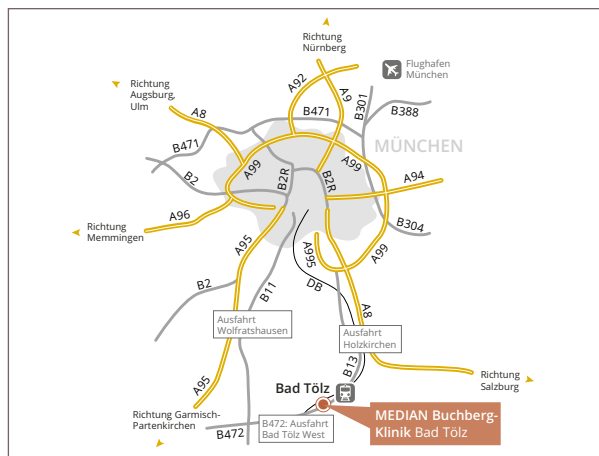 Richtung
Nürnberg
Flughafen
München
Richtung
Augsburg,
Ulm
A92
A9
B301
B388
A8
B471
B471
MÜNCHEN
A99
A99
B2
B2R
B2R
A94
A96
Richtung
Memmingen
B304
A95
A995
A99
B2
B11
DB
A8
Ausfahrt
Wolfratshausen
Ausfahrt
Holzkirchen
B13
A95
Bad Tölz
Richtung
Salzburg
Richtung Garmisch-
Partenkirchen
B472
B472: Ausfahrt
Bad Tölz West
MEDIAN Buchberg-
Klinik Bad Tölz